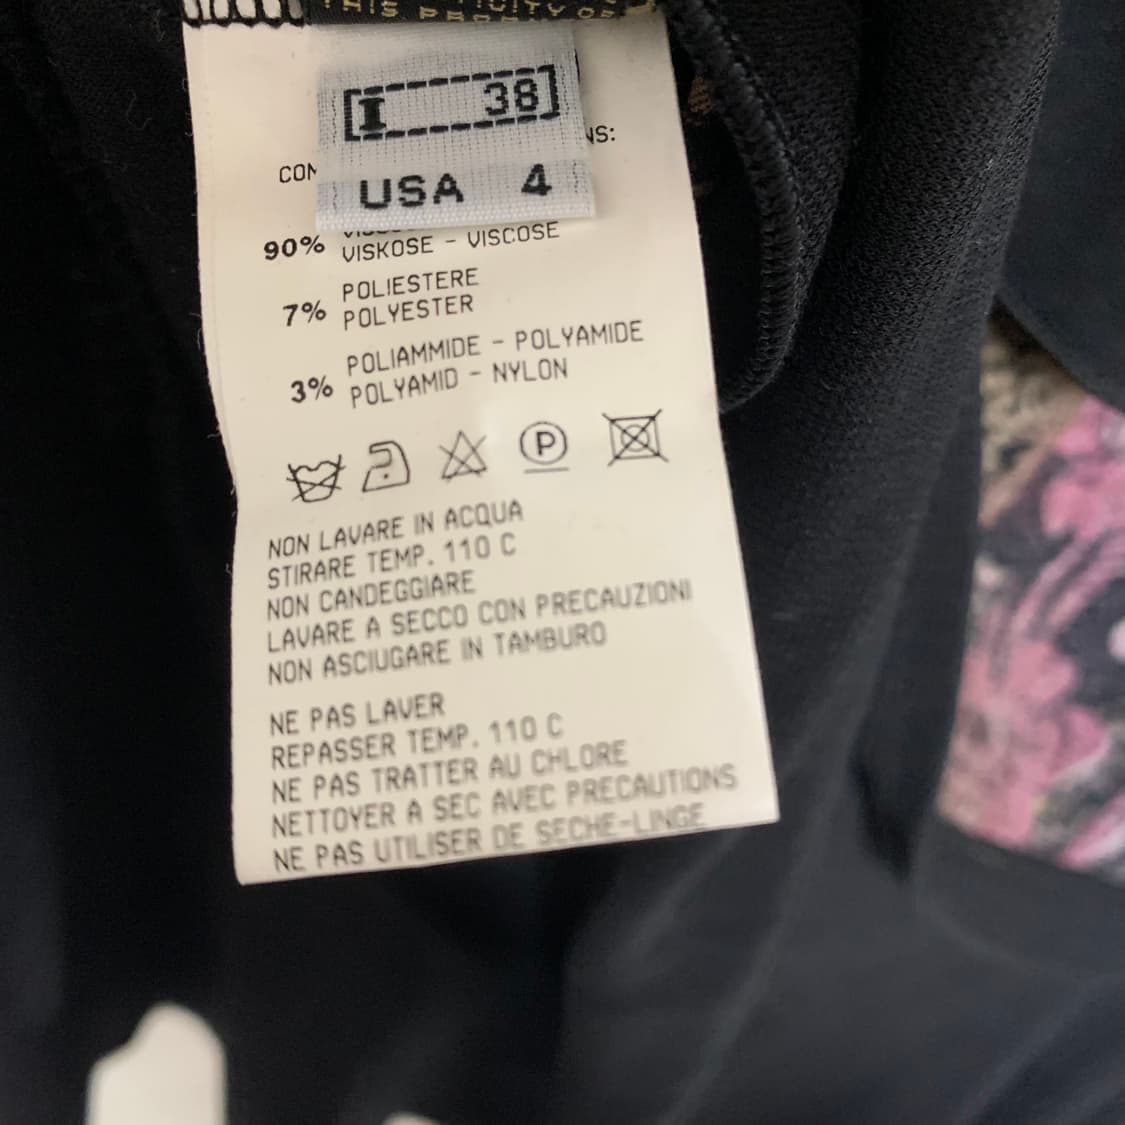 THIS
[I 38]
USA 4
90%
VISKOSE - VISCOSE
7% POLIESTERE
POLYESTER
3% POLIAMMIDE - POLYAMIDE
POLYAMID - NYLON
P
NON LAVARE IN ACQUA
STIRARE TEMP. 110 C
NON CANDEGGIARE
LAVARE A SECCO CON PRECAUZIONI
NON ASCIUGARE IN TAMBURO
NE PAS LAVER
REPASSER TEMP. 110 C
NE PAS TRATTER AU CHLORE
NETTOYER A SEC AVEC PRECAUTIONS
NE PAS UTILISER DE SECHE-LINGE